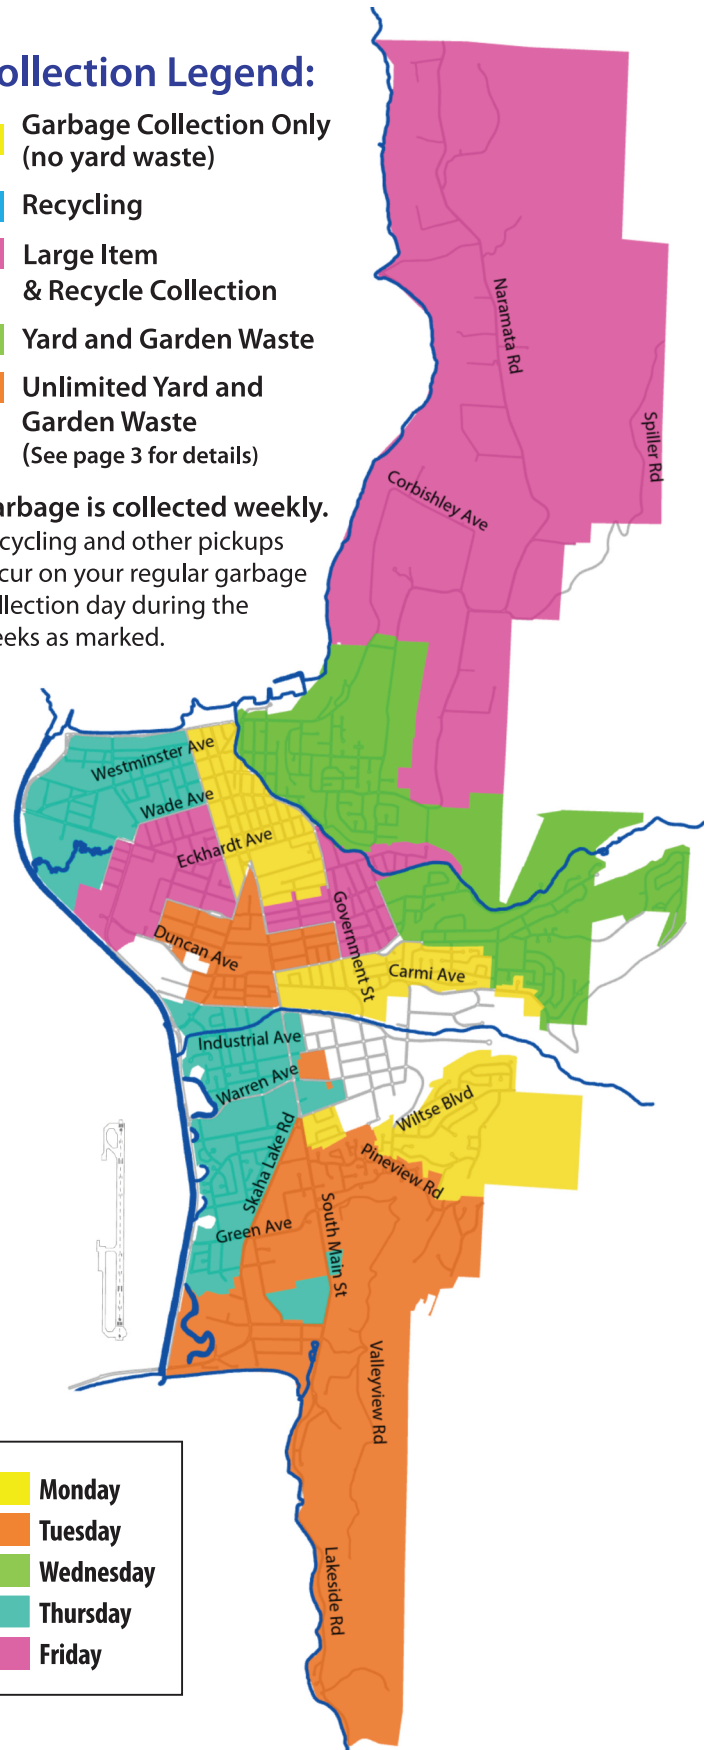 ollection Legend:
Garbage Collection Only
(no yard waste)
Recycling
Large Item
& Recycle Collection
Yard and Garden Waste
Unlimited Yard and
Garden Waste
(See page 3 for details)
arbage is collected weekly.
cycling and other pickups
cur on your regular garbage
llection day during the
eeks as marked.
Naramata Rd
Spiller Rd
Corbishley Ave
Westminster Ave
Wade Ave
Eckhardt Ave
Government St
Duncan Ave
Carmi Ave
Industrial Ave
Warren Ave
Wiltse Blvd
Skaha Lake Rd
Pineview Rd
Green Ave
South Main St
Valleyview Rd
Lakeside Rd
Monday
Tuesday
Wednesday
Thursday
Friday